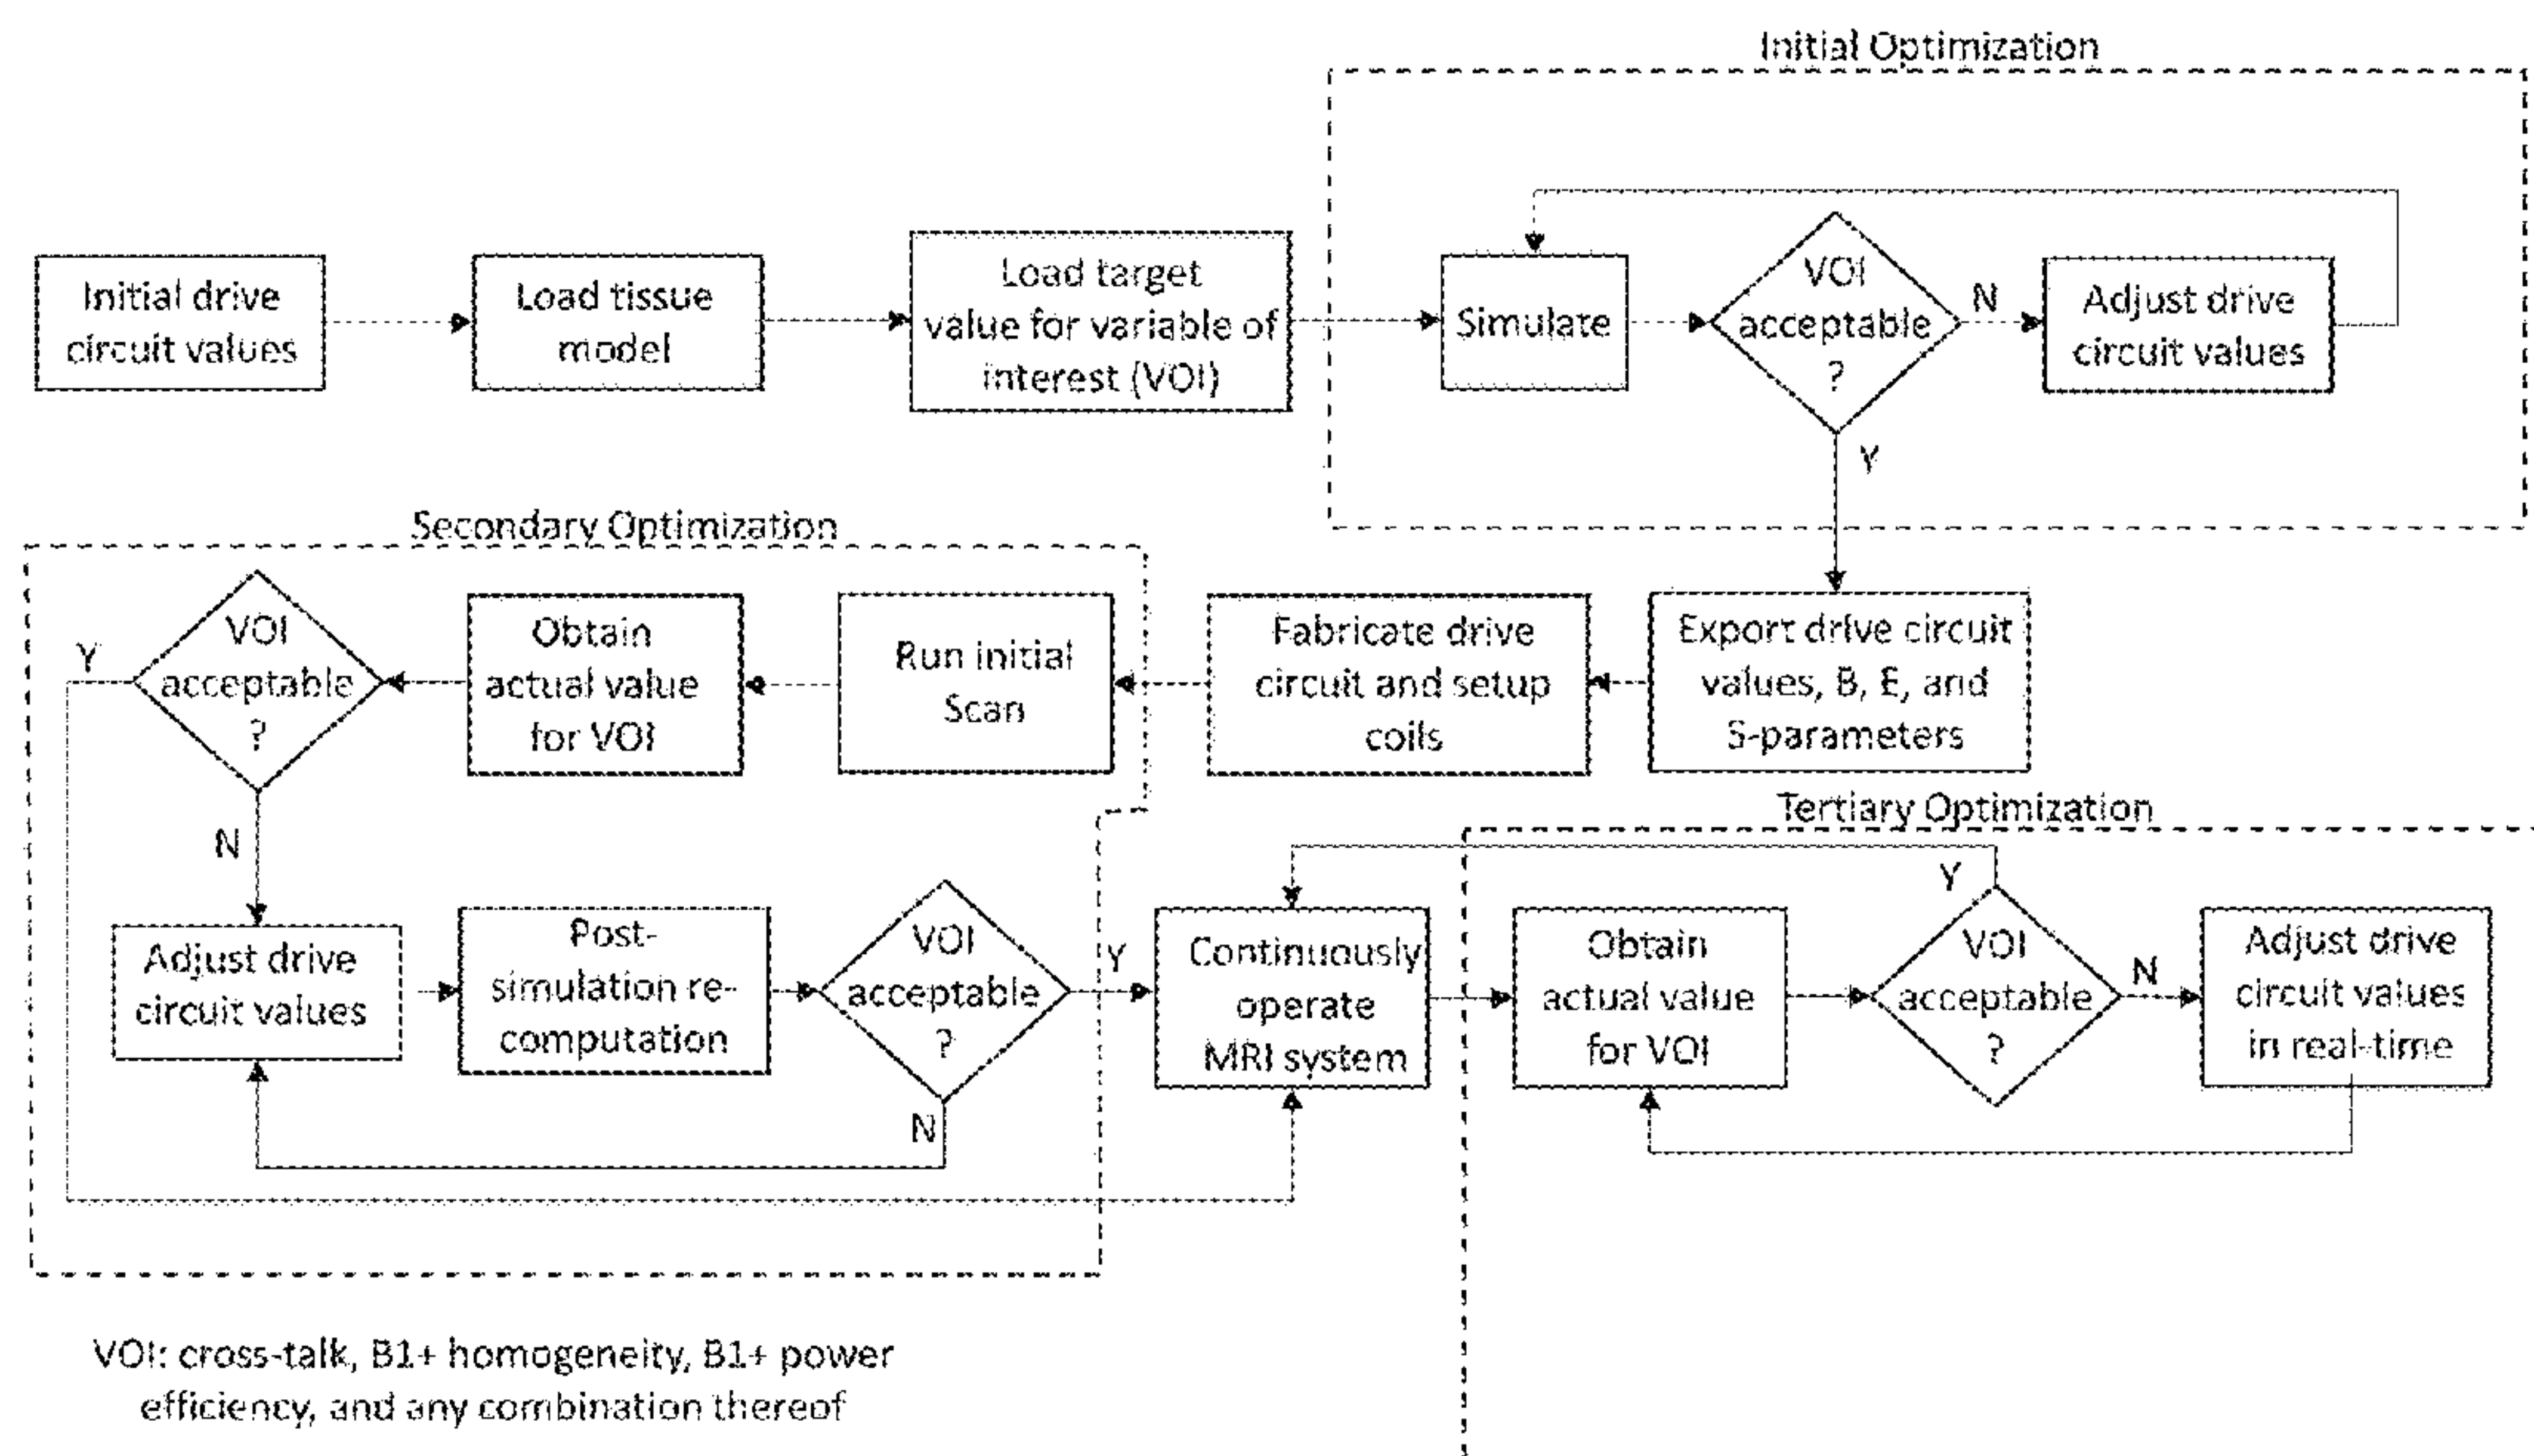 Initial Optimization
Initial drive
circuit values
Load tissue
model
Load target
value for variable of
interest (VOI)
Simulate
VOI
acceptable
?
N
Adjust drive
circuit values
Y
Secondary Optimization
Y
VOI
acceptable
?
Obtain
actual value
for VOI
Run initial
Scan
Fabricate drive
circuit and setup
coils
Export drive circuit
values, B, E, and
S-parameters
N
Tertiary Optimization
Adjust drive
circuit values
Post-
simulation re-
computation
VOI
acceptable
?
Y
N
Continuously
operate
MRI system
Obtain
actual value
for VOI
Y
VOI
acceptable
?
N
Adjust drive
circuit values
in real-time
VOI: cross-talk, B1+ homogeneity, B1+ power
efficiency, and any combination thereof